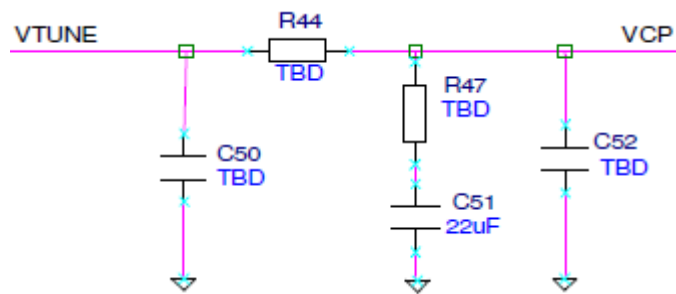 VTUNE
R44
TBD
VCP
R47
TBD
C50
TBD
C52
TBD
C51
22uF